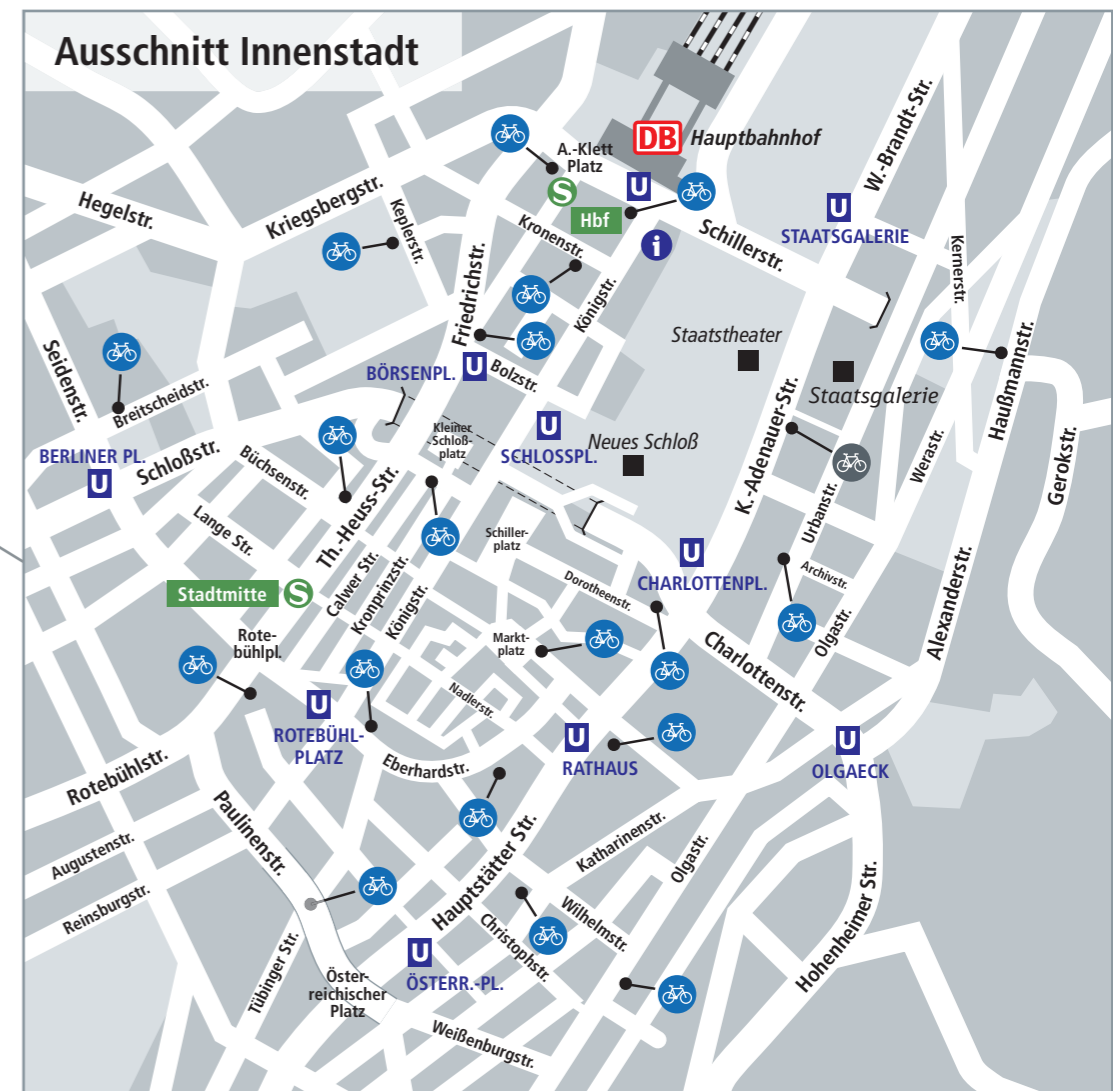 Ausschnitt Innenstadt
DB
Hauptbahnhof
A.-Klett
Platz
S
U
Hbf
i
W.-Brandt-Str.
U
STAATSGALERIE
Hegelstr.
Kriegsbergstr.
Keplerstr.
Kronenstr.
Schillerstr.
Kernerstr.
Friedrichstr.
Königstr.
Seidenstr.
Staatstheater
Haußmannstr.
BÖRSENPL.
U
Bolzstr.
Staatsgalerie
Breitscheidstr.
K.-Adenauer-Str.
Kleiner
Schloß-
platz
U
SCHLOSSPL.
Neues Schloß
BERLINER PL.
U
Schloßstr.
Büchsenstr.
Werastr.
Gerokstr.
Lange Str.
Th.-Heuss-Str.
Urbanstr.
Schiller-
platz
Calwer Str.
Kronprinzstr.
Königstr.
Dorotheenstr.
U
CHARLOTTENPL.
Archivstr.
Stadtmitte
S
Olgastr.
Alexanderstr.
Rote-
bühlpl.
Markt-
platz
Charlottenstr.
Nadlerstr.
U
ROTEBÜHL-
PLATZ
U
RATHAUS
U
OLGAECK
Eberhardstr.
Rotebühlstr.
Paulinenstr.
Augustenstr.
Hauptstätter Str.
Katharinenstr.
Olgastr.
Reinsburgstr.
Wilhelmstr.
Christophstr.
Hohenheimer Str.
Tübinger Str.
U
ÖSTERR.-PL.
Öster-
reichischer
Platz
Weißenburgstr.